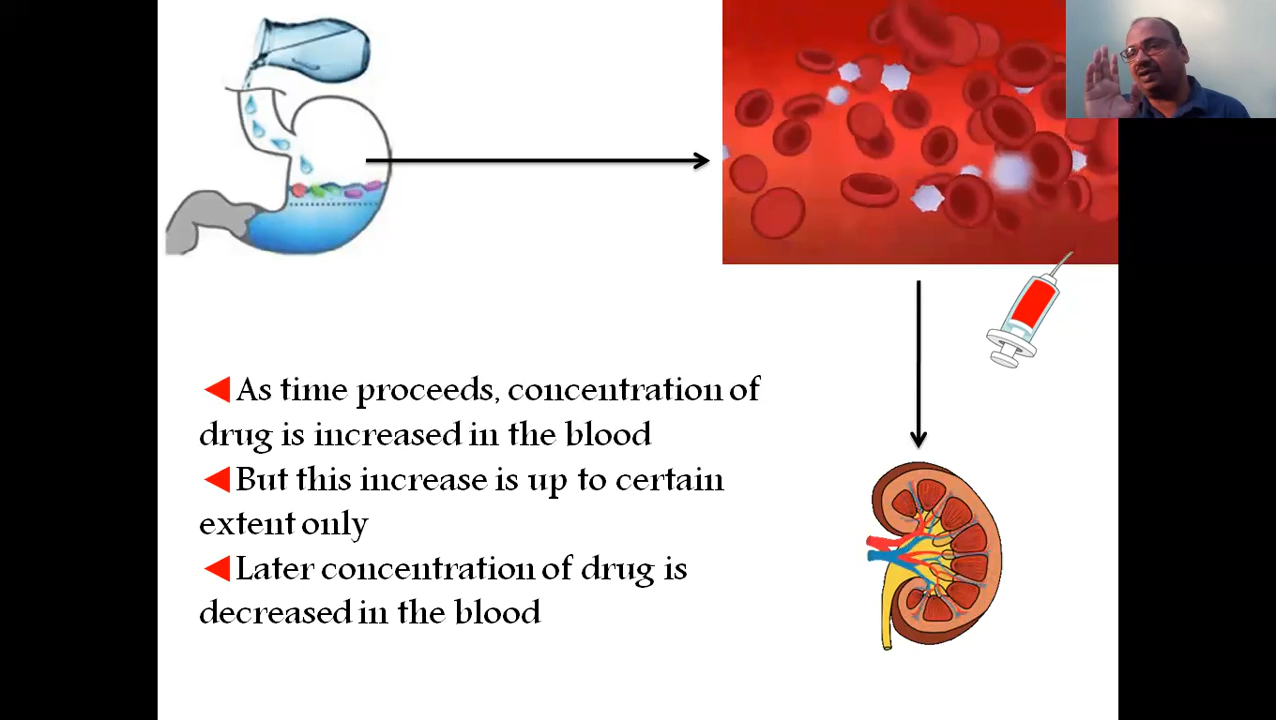 As time proceeds, concentration of
drug is increased in the blood
But this increase is up to certain
extent only
Later concentration of drug is
decreased in the blood